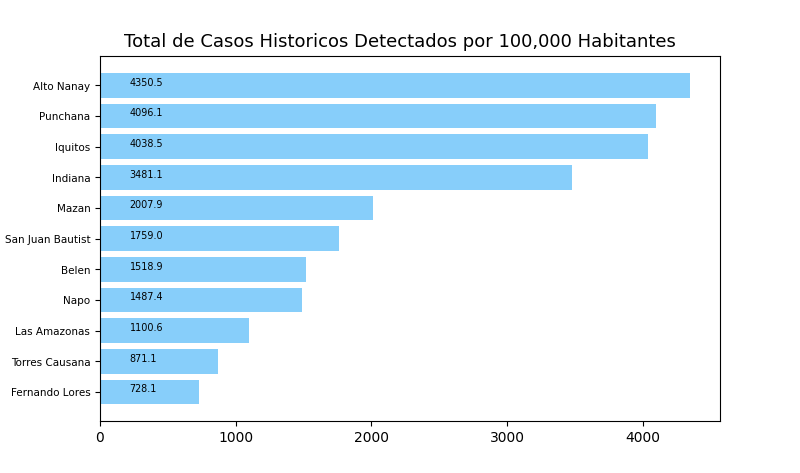 Total de Casos Historicos Detectados por 100,000 Habitantes
Alto Nanay 4350.5
Punchana 4096.1
Iquitos 4038.5
Indiana 3481.1
Mazan 2007.9
San Juan Bautist 1759.0
Belen 1518.9
Napo 1487.4
Las Amazonas 1100.6
Torres Causana 871.1
Fernando Lores 728.1
0 1000 2000 3000 4000